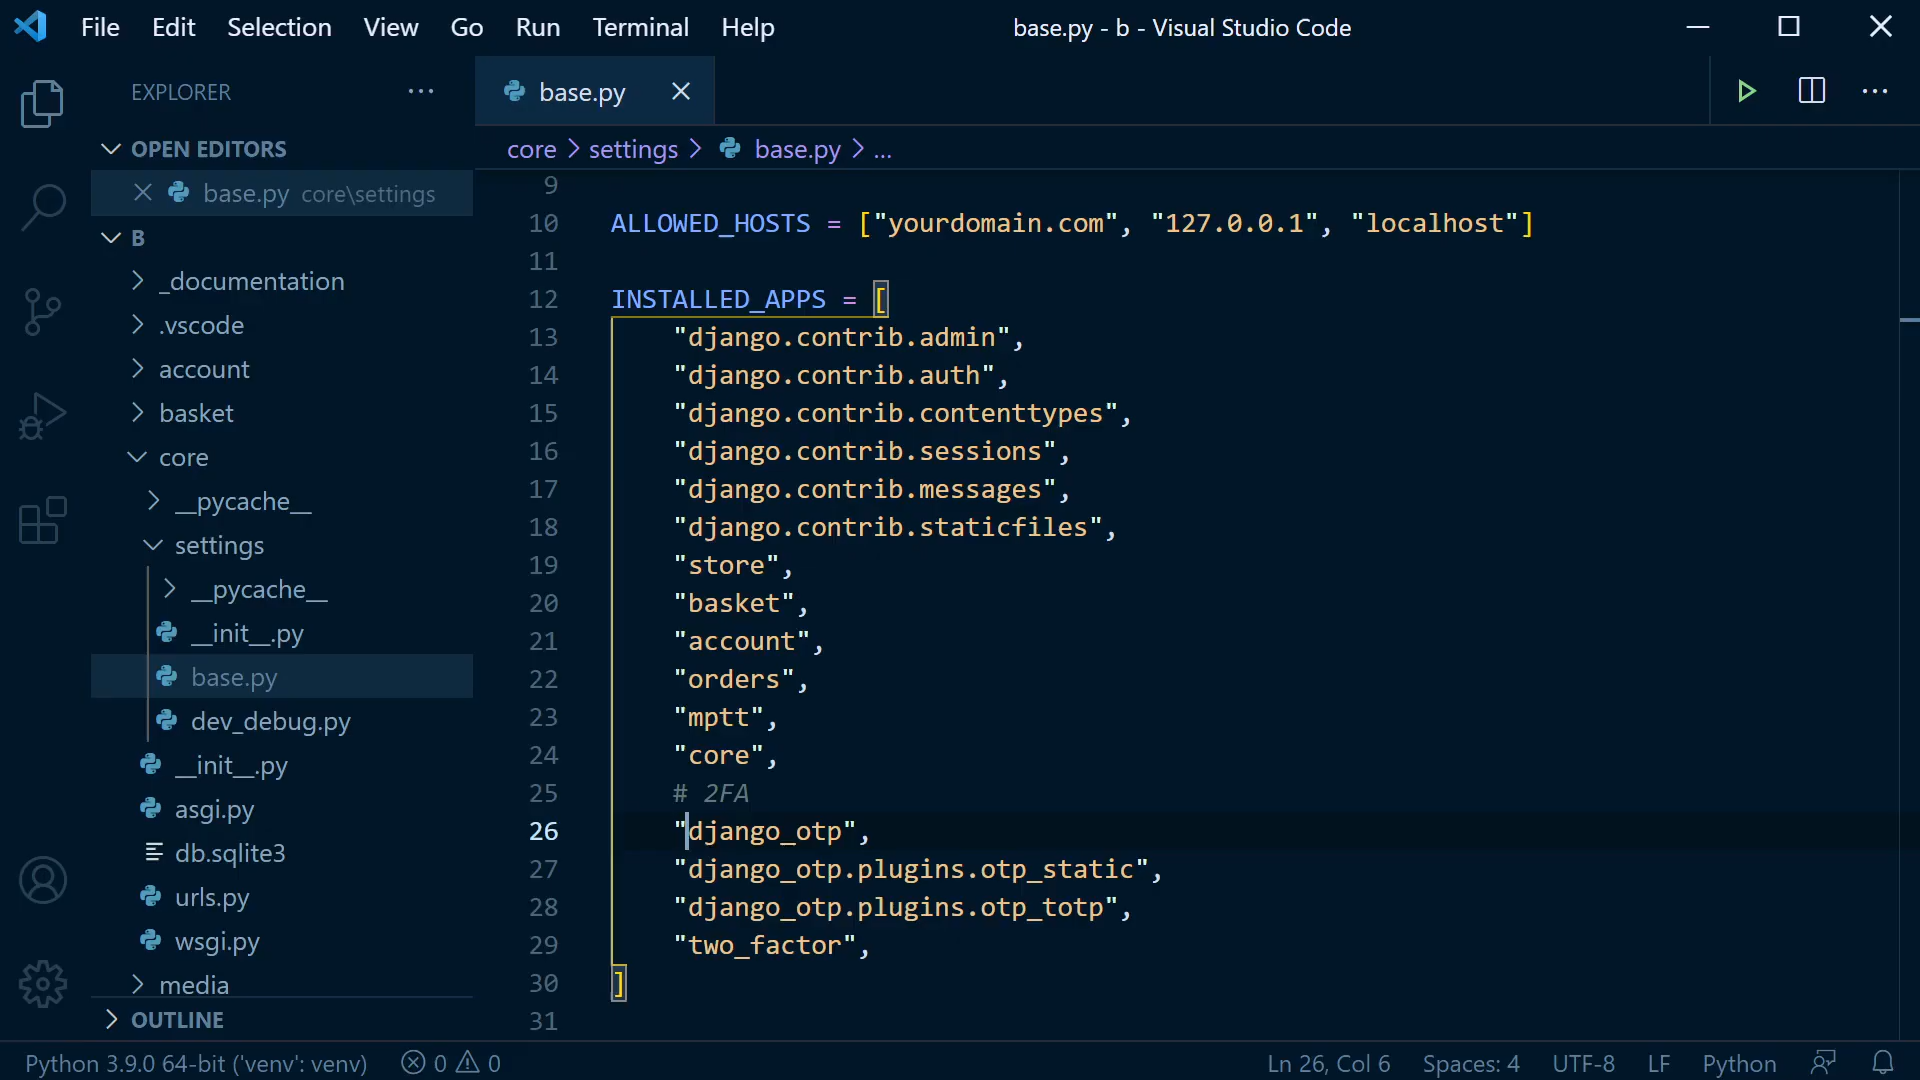 File Edit Selection View Go Run Terminal Help
base.py - b - Visual Studio Code
EXPLORER
OPEN EDITORS
base.py core\settings
B
_documentation
.vscode
account
basket
core
__pycache__
settings
__pycache__
__init__.py
base.py
dev_debug.py
__init__.py
asgi.py
db.sqlite3
urls.py
wsgi.py
media
OUTLINE
base.py
core > settings > base.py > ...
9
10 ALLOWED_HOSTS = ["yourdomain.com", "127.0.0.1", "localhost"]
11
12 INSTALLED_APPS = [
13 "django.contrib.admin",
14 "django.contrib.auth",
15 "django.contrib.contenttypes",
16 "django.contrib.sessions",
17 "django.contrib.messages",
18 "django.contrib.staticfiles",
19 "store",
20 "basket",
21 "account",
22 "orders",
23 "mptt",
24 "core",
25 # 2FA
26 "django_otp",
27 "django_otp.plugins.otp_static",
28 "django_otp.plugins.otp_totp",
29 "two_factor",
30 ]
31
Python 3.9.0 64-bit ('venv': venv) 0 0 Ln 26, Col 6 Spaces: 4 UTF-8 LF Python